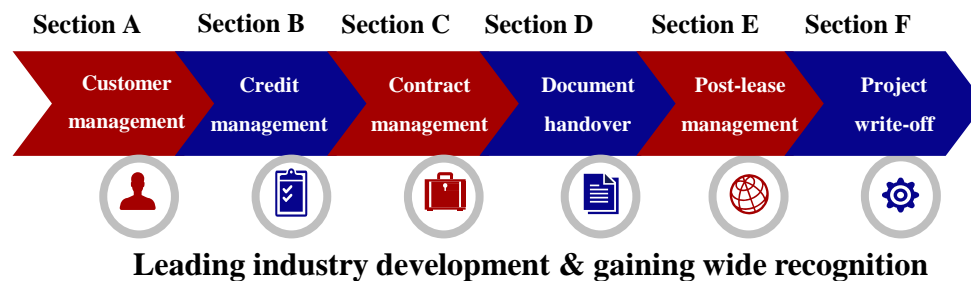 Section A Section B Section C Section D Section E Section F
Customer management
Credit management
Contract management
Document handover
Post-lease management
Project write-off
Leading industry development & gaining wide recognition